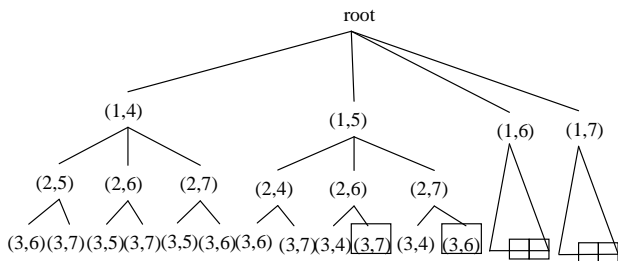 root
(1,4) (1,5) (1,6) (1,7)
(2,5) (2,6) (2,7) (2,4) (2,6) (2,7)
(3,6) (3,7) (3,5) (3,7) (3,5) (3,6) (3,6) (3,7) (3,4) (3,7) (3,4) (3,6)